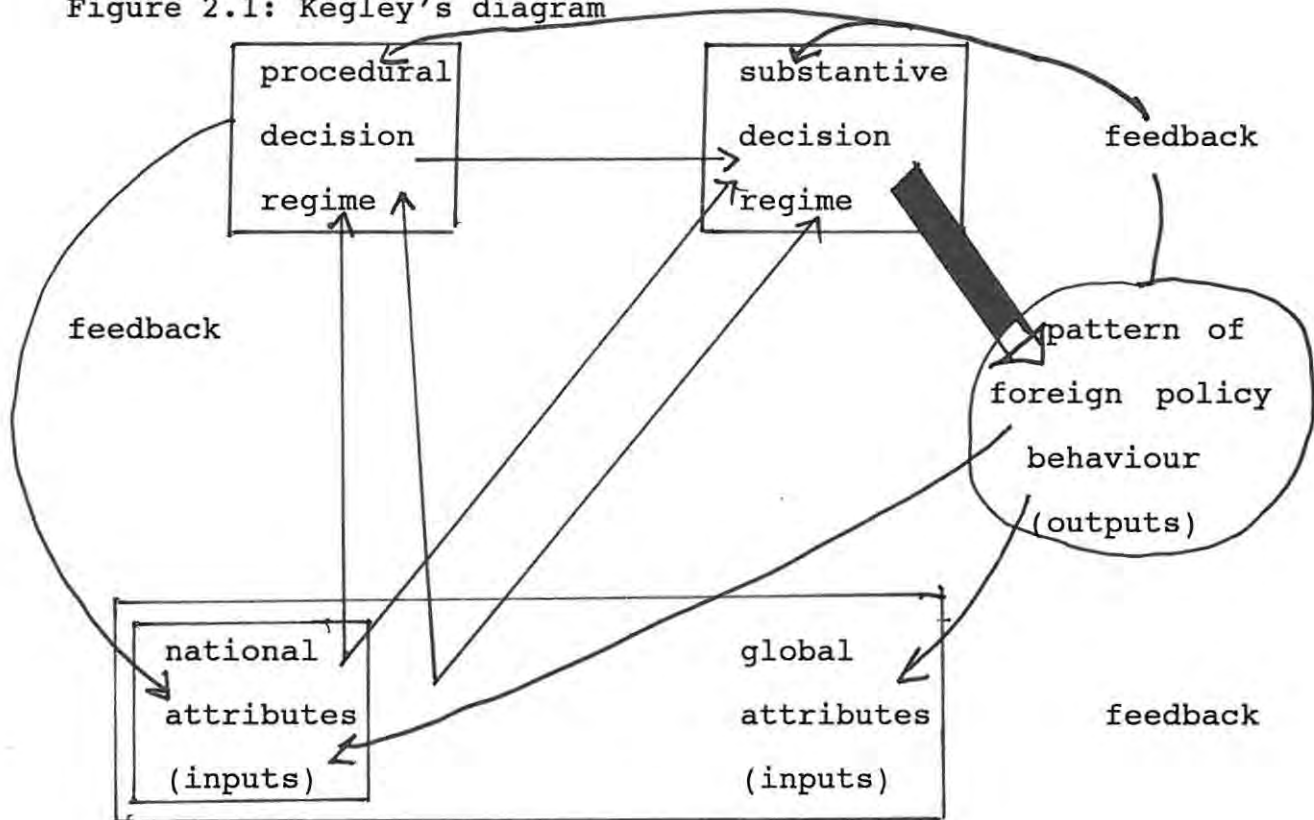 Figure 2.1: Kegley's diagram
procedural
decision
regime
substantive
decision
regime
feedback
feedback
pattern of
foreign policy
behaviour
(outputs)
national
attributes
(inputs)
global
attributes
(inputs)
feedback